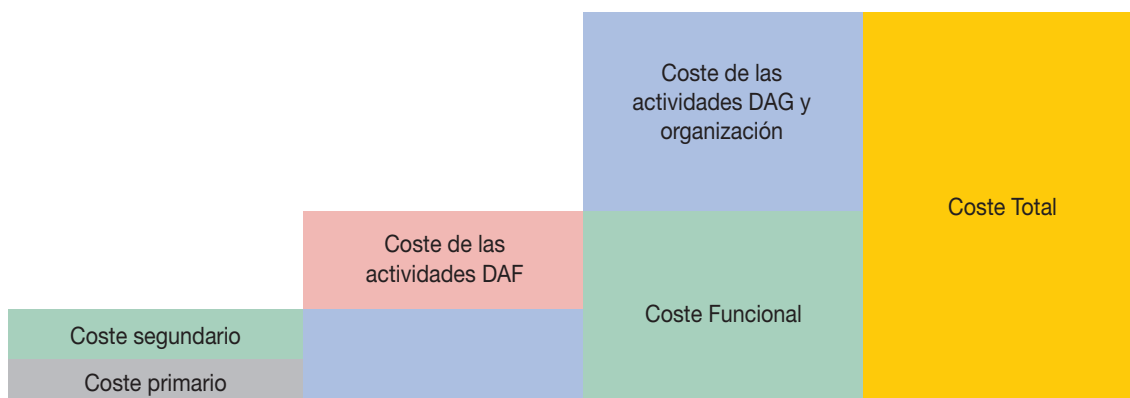 Coste segundario
Coste primario
Coste de las
actividades DAF
Coste de las
actividades DAG y
organización
Coste Funcional
Coste Total